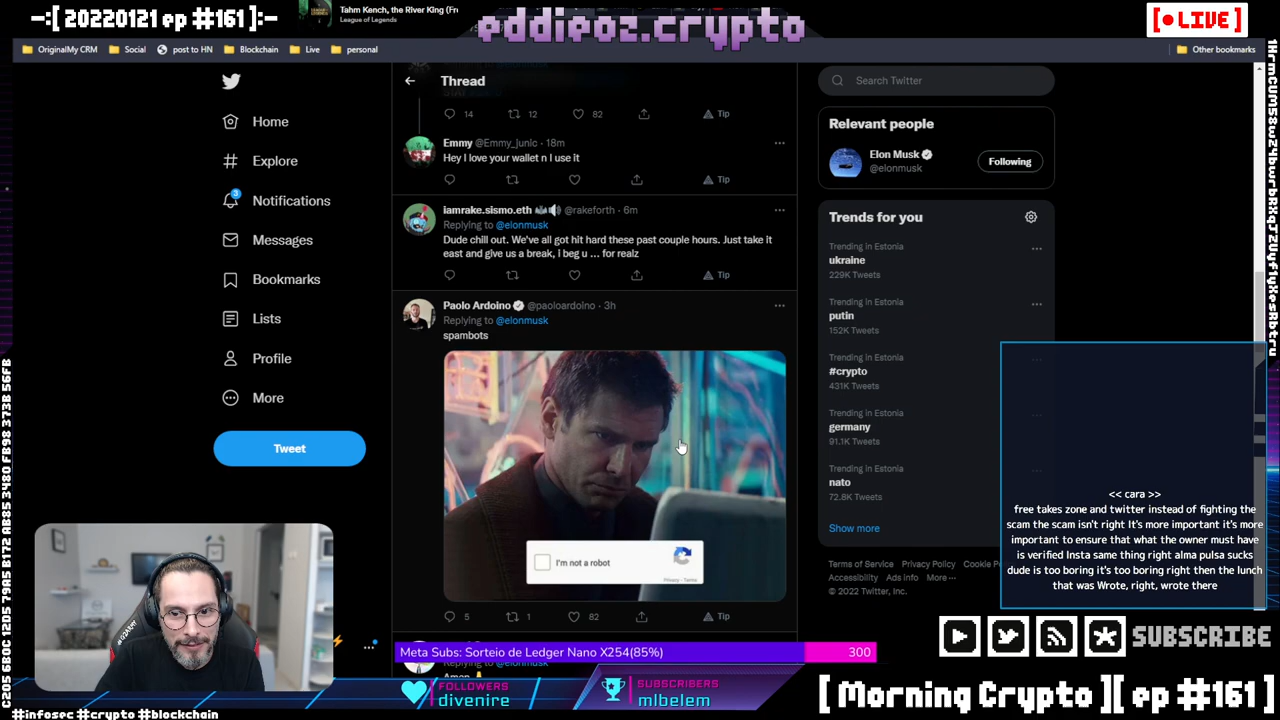 -:[ 20220121 ep #161 ]:-
Tahm Kench, the River King (Fre
League of Legends
eddieoz.crypto
[• LIVE]
OriginalMy CRM
Social
post to HN
Blockchain
Live
personal
Other bookmarks
Thread
14
12
82
Tip
Emmy @Emmy_junic · 18m
Hey I love your wallet n I use it
Tip
iamrake.sismo.eth @rakeforth · 6m
Replying to @elonmusk
Dude chill out. We've all got hit hard these past couple hours. Just take it
east and give us a break, i beg u ... for realz
Tip
Paolo Ardoino @paoloardoino · 3h
Replying to @elonmusk
spambots
I'm not a robot
Privacy - Terms
5
1
82
Tip
Replying to @elonmusk
Amen
Home
Explore
3
Notifications
Messages
Bookmarks
Lists
Profile
More
Tweet
Search Twitter
Relevant people
Elon Musk
@elonmusk
Following
Trends for you
Trending in Estonia
ukraine
229K Tweets
Trending in Estonia
putin
152K Tweets
Trending in Estonia
#crypto
431K Tweets
Trending in Estonia
germany
91.1K Tweets
Trending in Estonia
nato
72.8K Tweets
Show more
Terms of Service Privacy Policy Cookie Po
Accessibility Ads info More
© 2022 Twitter, Inc.
<< cara >>
free takes zone and twitter instead of fighting the
scam the scam isn't right It's more important it's more
important to ensure that what the owner must have
is verified Insta same thing right alma pulsa sucks
dude is too boring it's too boring right then the lunch
that was Wrote, right, wrote there
SUBSCRIBE
Meta Subs: Sorteio de Ledger Nano X254(85%)
300
FOLLOWERS
divenire
SUBSCRIBERS
mlbelem
[ Morning Crypto ][ ep #161 ]
#infosec #crypto #blockchain